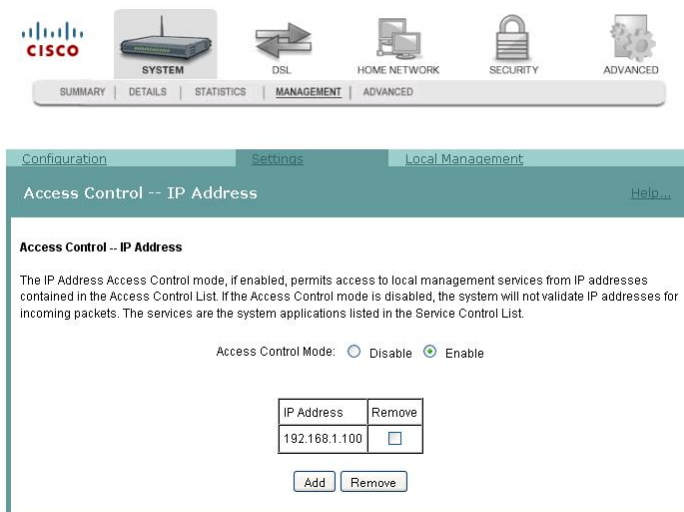 CISCO
SYSTEM
DSL
HOME NETWORK
SECURITY
ADVANCED
SUMMARY | DETAILS | STATISTICS | MANAGEMENT | ADVANCED
Configuration
Settings
Local Management
Access Control -- IP Address
Help...
Access Control -- IP Address
The IP Address Access Control mode, if enabled, permits access to local management services from IP addresses
contained in the Access Control List. If the Access Control mode is disabled, the system will not validate IP addresses for
incoming packets. The services are the system applications listed in the Service Control List.
Access Control Mode: Disable Enable
IP Address Remove
192.168.1.100
Add Remove